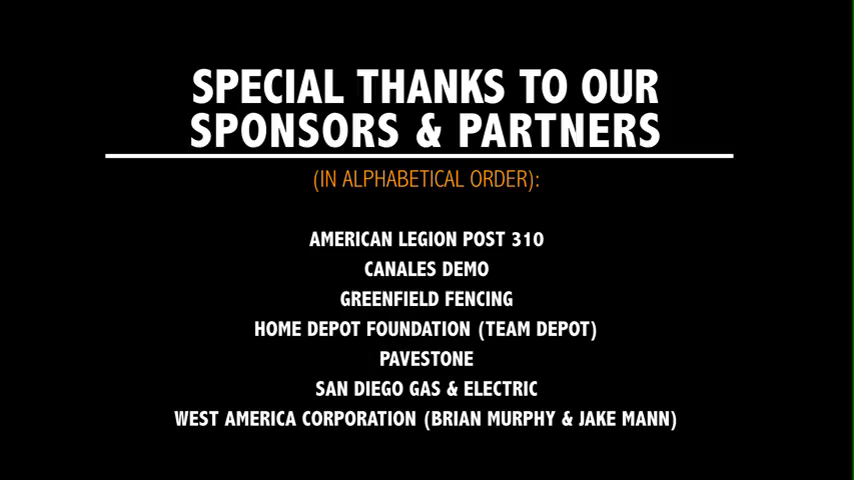 SPECIAL THANKS TO OUR
SPONSORS & PARTNERS
(IN ALPHABETICAL ORDER):
AMERICAN LEGION POST 310
CANALES DEMO
GREENFIELD FENCING
HOME DEPOT FOUNDATION (TEAM DEPOT)
PAVESTONE
SAN DIEGO GAS & ELECTRIC
WEST AMERICA CORPORATION (BRIAN MURPHY & JAKE MANN)